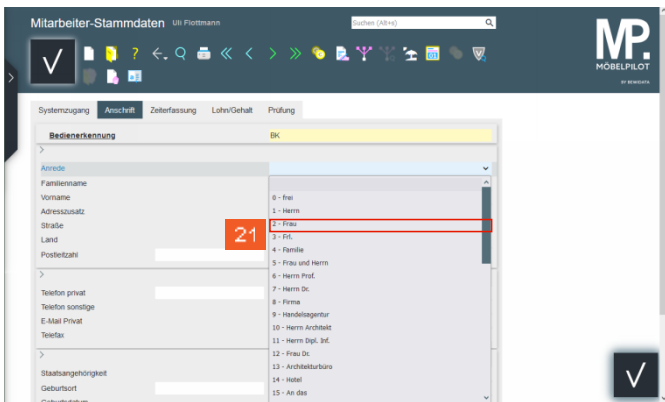 Mitarbeiter-Stammdaten Uli Flottmann
Suchen (Alt+s)
MP.
MÖBELPILOT
BY BEWIDATA
Systemzugang Anschrift Zeiterfassung Lohn/Gehalt Prüfung
Bedienerkennung BK
Anrede
Familienname
Vorname
Adresszusatz
Straße
Land
Postleitzahl
0 - frei
1 - Herrn
2 - Frau
3 - Frl.
4 - Familie
5 - Frau und Herrn
6 - Herrn Prof.
7 - Herrn Dr.
8 - Firma
9 - Handelsagentur
10 - Herrn Architekt
11 - Herrn Dipl. Inf.
12 - Frau Dr.
13 - Architekturbüro
14 - Hotel
15 - An das
21
Telefon privat
Telefon sonstige
E-Mail Privat
Telefax
Staatsangehörigkeit
Geburtsort
Geburtsdatum